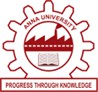 ANNA UNIVERSITY
PROGRESS THROUGH KNOWLEDGE